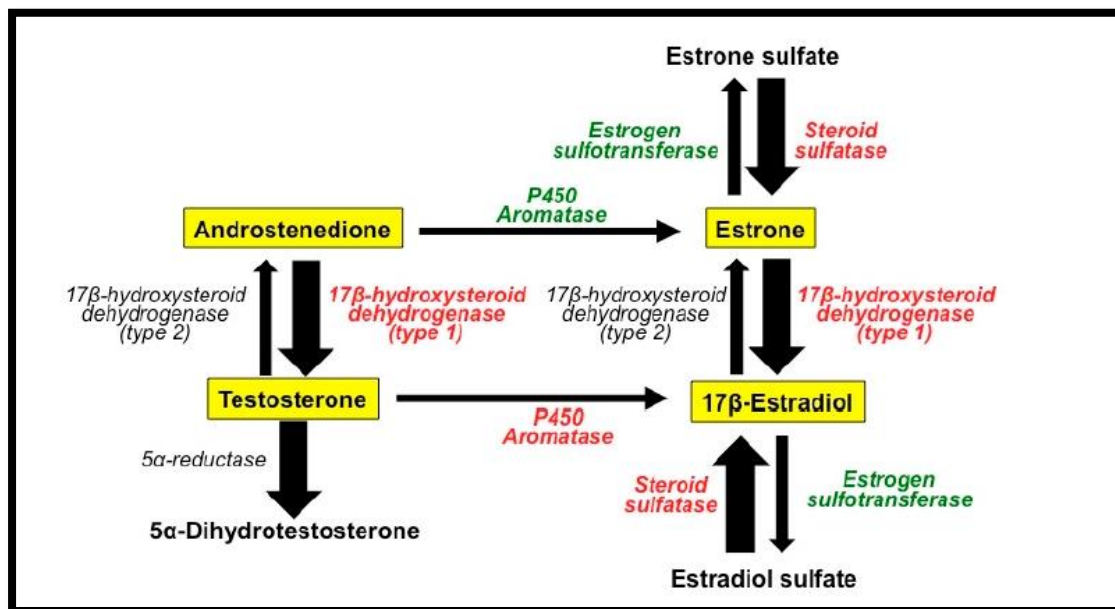 Estrone sulfate
Estrogen
sulfotransferase
Steroid
sulfatase
P450
Aromatase
Androstenedione
Estrone
17β-hydroxysteroid
dehydrogenase
(type 2)
17β-hydroxysteroid
dehydrogenase
(type 1)
17β-hydroxysteroid
dehydrogenase
(type 2)
17β-hydroxysteroid
dehydrogenase
(type 1)
Testosterone
17β-Estradiol
P450
Aromatase
5α-reductase
Steroid
sulfatase
Estrogen
sulfotransferase
5α-Dihydrotestosterone
Estradiol sulfate